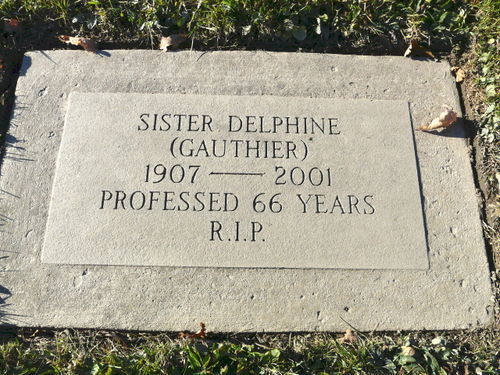 SISTER DELPHINE
(GAUTHIER)
1907 — 2001
PROFESSED 66 YEARS
R.I.P.